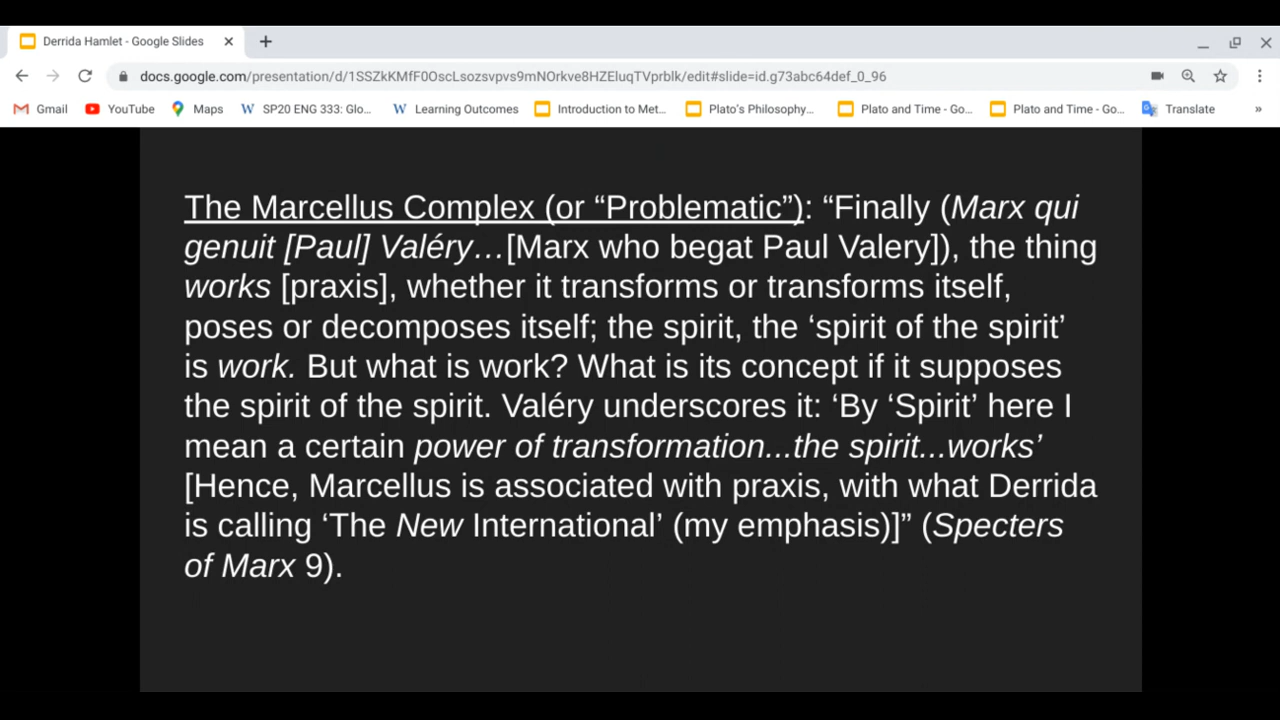 Derrida Hamlet - Google Slides
docs.google.com/presentation/d/1SSZkKMfF0OscLsozsvpvs9mNOrkve8HZEluqTVprblk/edit#slide=id.g73abc64def_0_96
Gmail YouTube Maps SP20 ENG 333: Glo... Learning Outcomes Introduction to Met... Plato's Philosophy... Plato and Time - Go... Plato and Time - Go... Translate »
The Marcellus Complex (or “Problematic”): “Finally (Marx qui
genuit [Paul] Valéry…[Marx who begat Paul Valery]), the thing
works [praxis], whether it transforms or transforms itself,
poses or decomposes itself; the spirit, the ‘spirit of the spirit’
is work. But what is work? What is its concept if it supposes
the spirit of the spirit. Valéry underscores it: ‘By ‘Spirit’ here I
mean a certain power of transformation...the spirit...works’
[Hence, Marcellus is associated with praxis, with what Derrida
is calling ‘The New International’ (my emphasis)]” (Specters
of Marx 9).